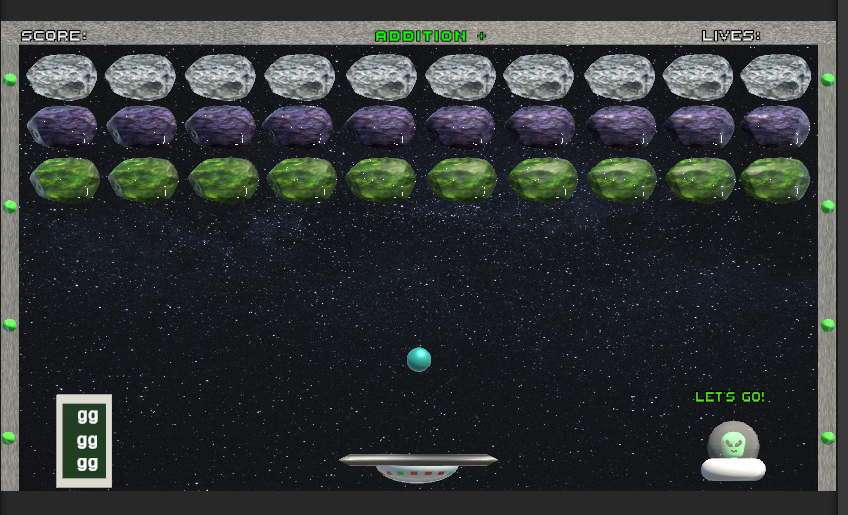 SCORE:
ADDITION +
LIVES:
LET'S GO!
gg
gg
gg